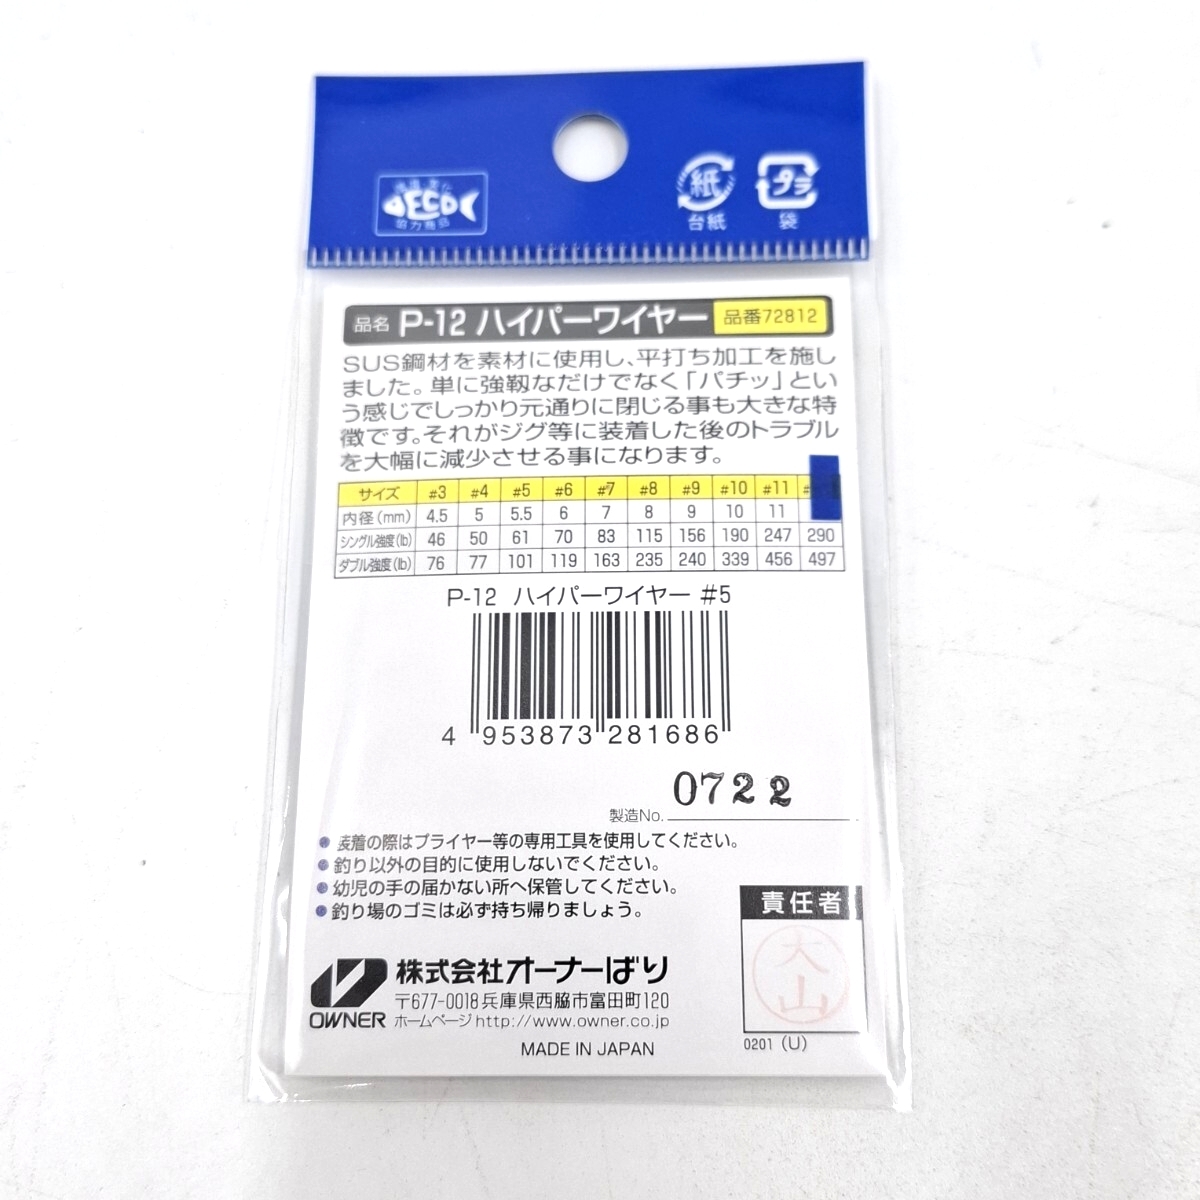 ECO
協力商品
紙
台紙
プラ
袋
品名 P-12 ハイパーワイヤー 品番72812
SUS鋼材を素材に使用し、平打ち加工を施し
ました。単に強靱なだけでなく「パチッ」とい
う感じでしっかり元通りに閉じる事も大きな特
徴です。それがジグ等に装着した後のトラブル
を大幅に減少させる事になります。
サイズ #3 #4 #5 #6 #7 #8 #9 #10 #11
内径(mm) 4.5 5 5.5 6 7 8 9 10 11
シングル強度(lb) 46 50 61 70 83 115 156 190 247 290
ダブル強度(lb) 76 77 101 119 163 235 240 339 456 497
P-12 ハイパーワイヤー #5
4 953873 281686
製造No. 0722
装着の際はプライヤー等の専用工具を使用してください。
釣り以外の目的に使用しないでください。
幼児の手の届かない所へ保管してください。
釣り場のゴミは必ず持ち帰りましょう。
責任者
大山
OWNER
株式会社オーナーばり
〒677-0018 兵庫県西脇市富田町120
ホームページ http://www.owner.co.jp
MADE IN JAPAN
0201 (U)